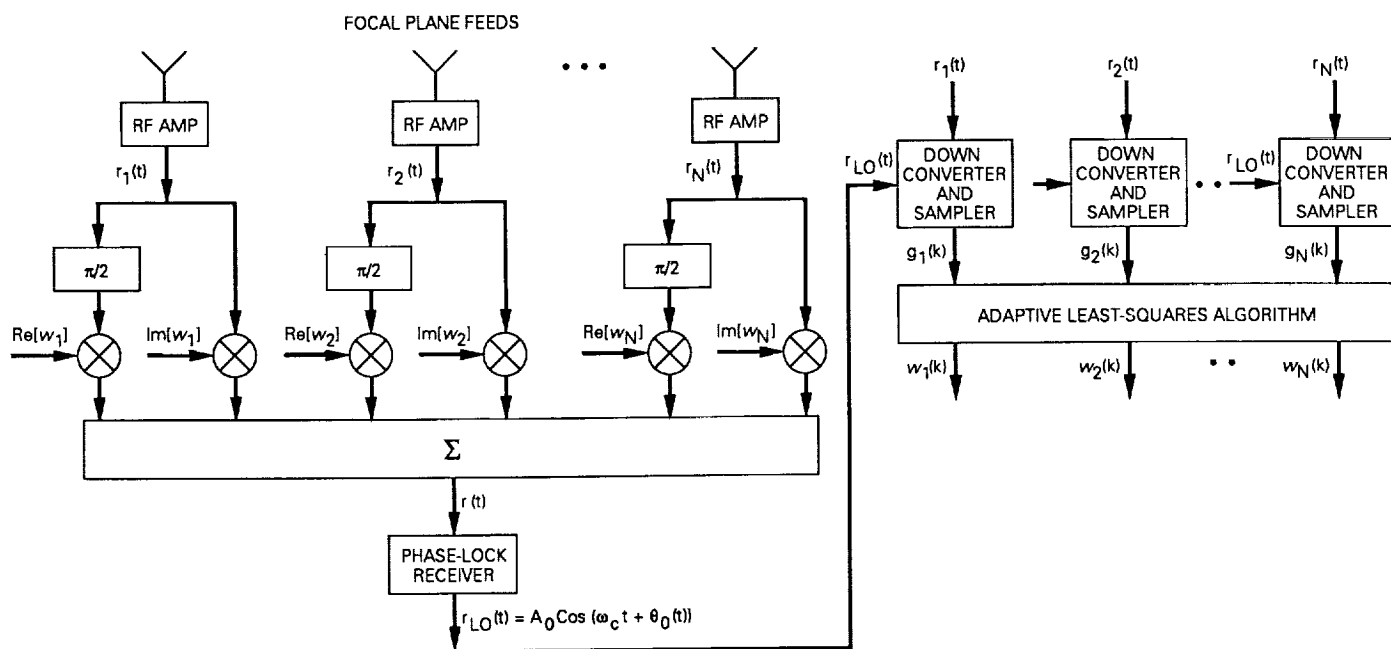 FOCAL PLANE FEEDS
• • •
RF AMP
RF AMP
RF AMP
r1(t)
r2(t)
rN(t)
π/2
π/2
π/2
Re[w1]
Im[w1]
Re[w2]
Im[w2]
Re[wN]
Im[wN]
Σ
r(t)
PHASE-LOCK
RECEIVER
rLO(t) = A0Cos (ωc t + θ0(t))
r1(t)
r2(t)
rN(t)
rLO(t)
DOWN
CONVERTER
AND
SAMPLER
DOWN
CONVERTER
AND
SAMPLER
• •
rLO(t)
DOWN
CONVERTER
AND
SAMPLER
g1(k)
g2(k)
gN(k)
ADAPTIVE LEAST-SQUARES ALGORITHM
w1(k)
w2(k)
• •
wN(k)